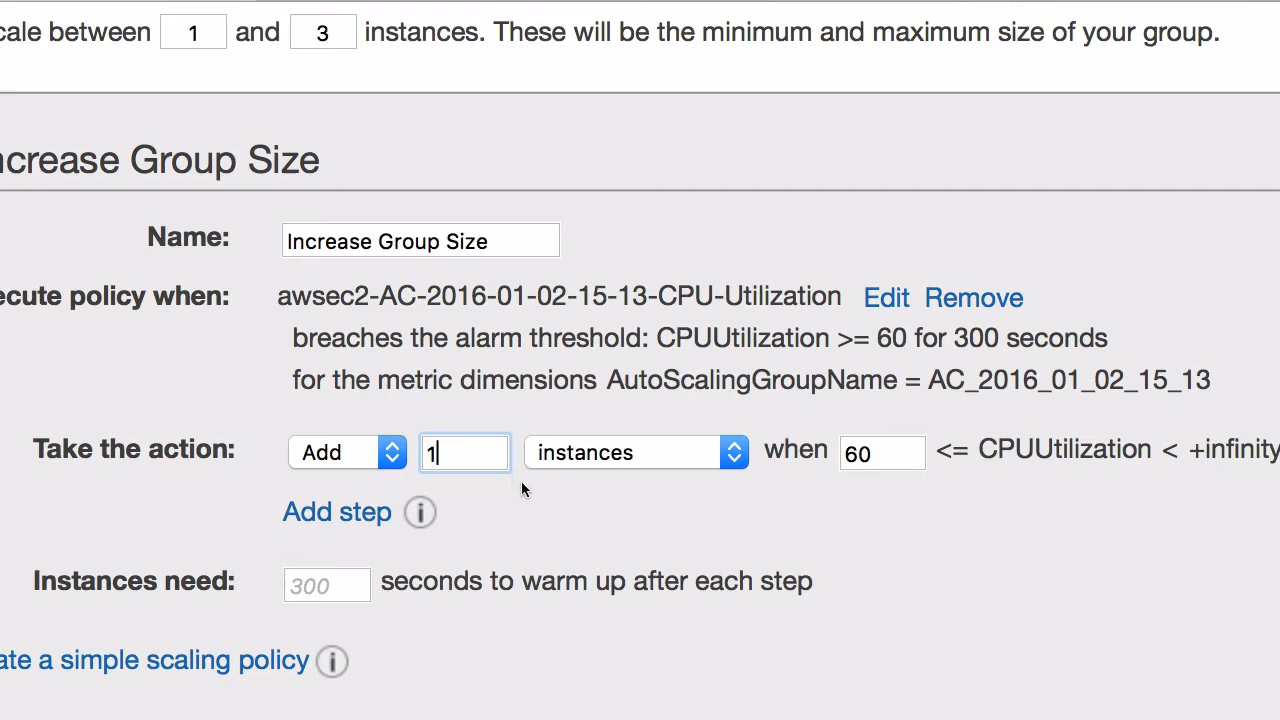 cale between 1 and 3 instances. These will be the minimum and maximum size of your group.
ncrease Group Size
Name: Increase Group Size
ecute policy when: awsec2-AC-2016-01-02-15-13-CPU-Utilization Edit Remove
breaches the alarm threshold: CPUUtilization >= 60 for 300 seconds
for the metric dimensions AutoScalingGroupName = AC_2016_01_02_15_13
Take the action: Add 1 instances when 60 <= CPUUtilization < +infinity
Add step i
Instances need: 300 seconds to warm up after each step
ate a simple scaling policy i